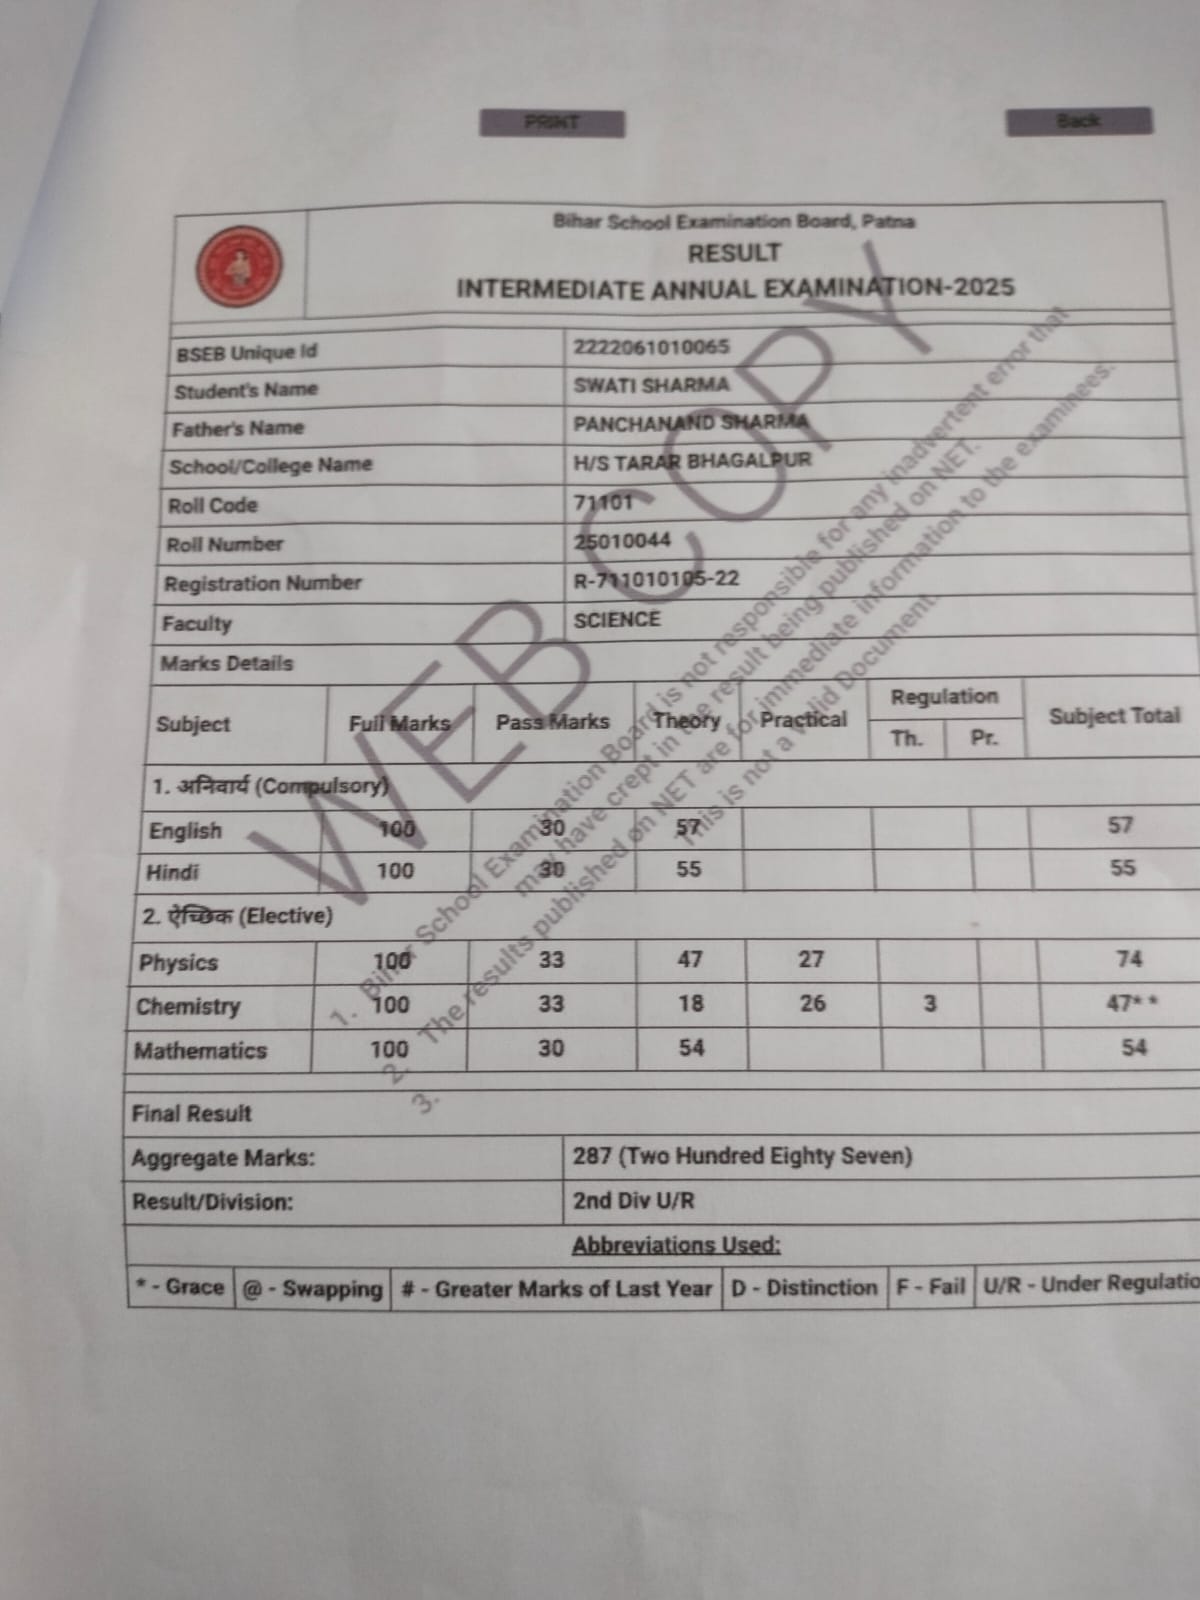 PRINT Back
Bihar School Examination Board, Patna
RESULT
INTERMEDIATE ANNUAL EXAMINATION-2025
BSEB Unique Id 2222061010065
Student's Name SWATI SHARMA
Father's Name PANCHANAND SHARMA
School/College Name H/S TARAR BHAGALPUR
Roll Code 71101
Roll Number 25010044
Registration Number R-711010105-22
Faculty SCIENCE
Marks Details
Subject Full Marks Pass Marks Theory Practical Regulation Subject Total
Th. Pr.
1. अनिवार्य (Compulsory)
English 100 30 57 57
Hindi 100 30 55 55
2. ऐच्छिक (Elective)
Physics 100 33 47 27 74
Chemistry 100 33 18 26 3 47**
Mathematics 100 30 54 54
Final Result
Aggregate Marks: 287 (Two Hundred Eighty Seven)
Result/Division: 2nd Div U/R
Abbreviations Used:
* - Grace @ - Swapping # - Greater Marks of Last Year D - Distinction F - Fail U/R - Under Regulatio
WEB COPY
1. Bihar School Examination Board is not responsible for any inadvertent error that
may have crept in the result being published on NET.
2. The results published on NET are for immediate information to the examinees.
3. This is not a Valid Document.